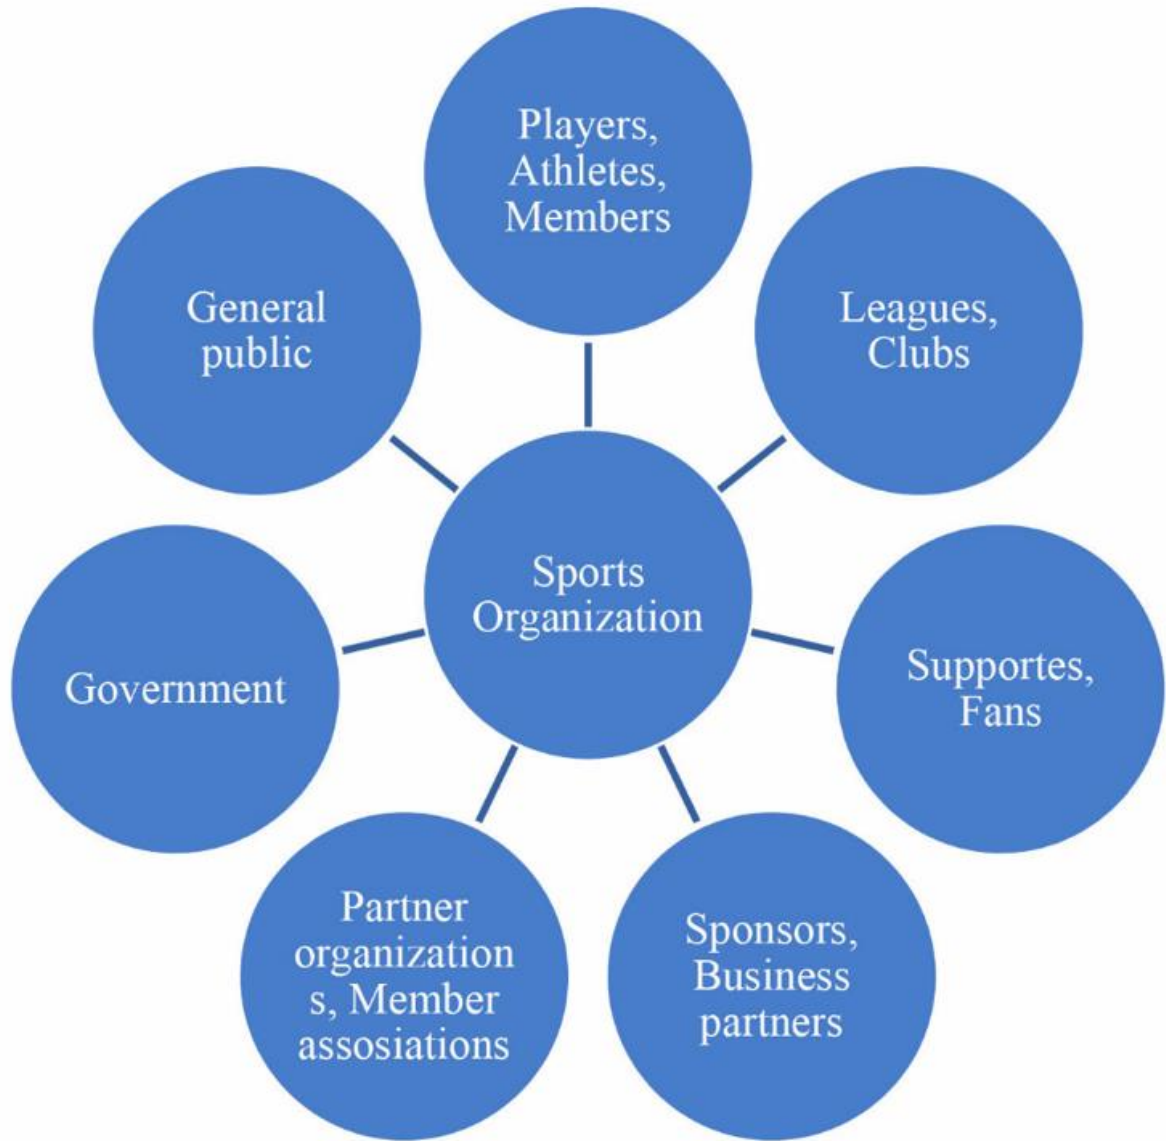 Players,
Athletes,
Members
General
public
Leagues,
Clubs
Sports
Organization
Government
Supportes,
Fans
Partner
organization
s, Member
assosiations
Sponsors,
Business
partners